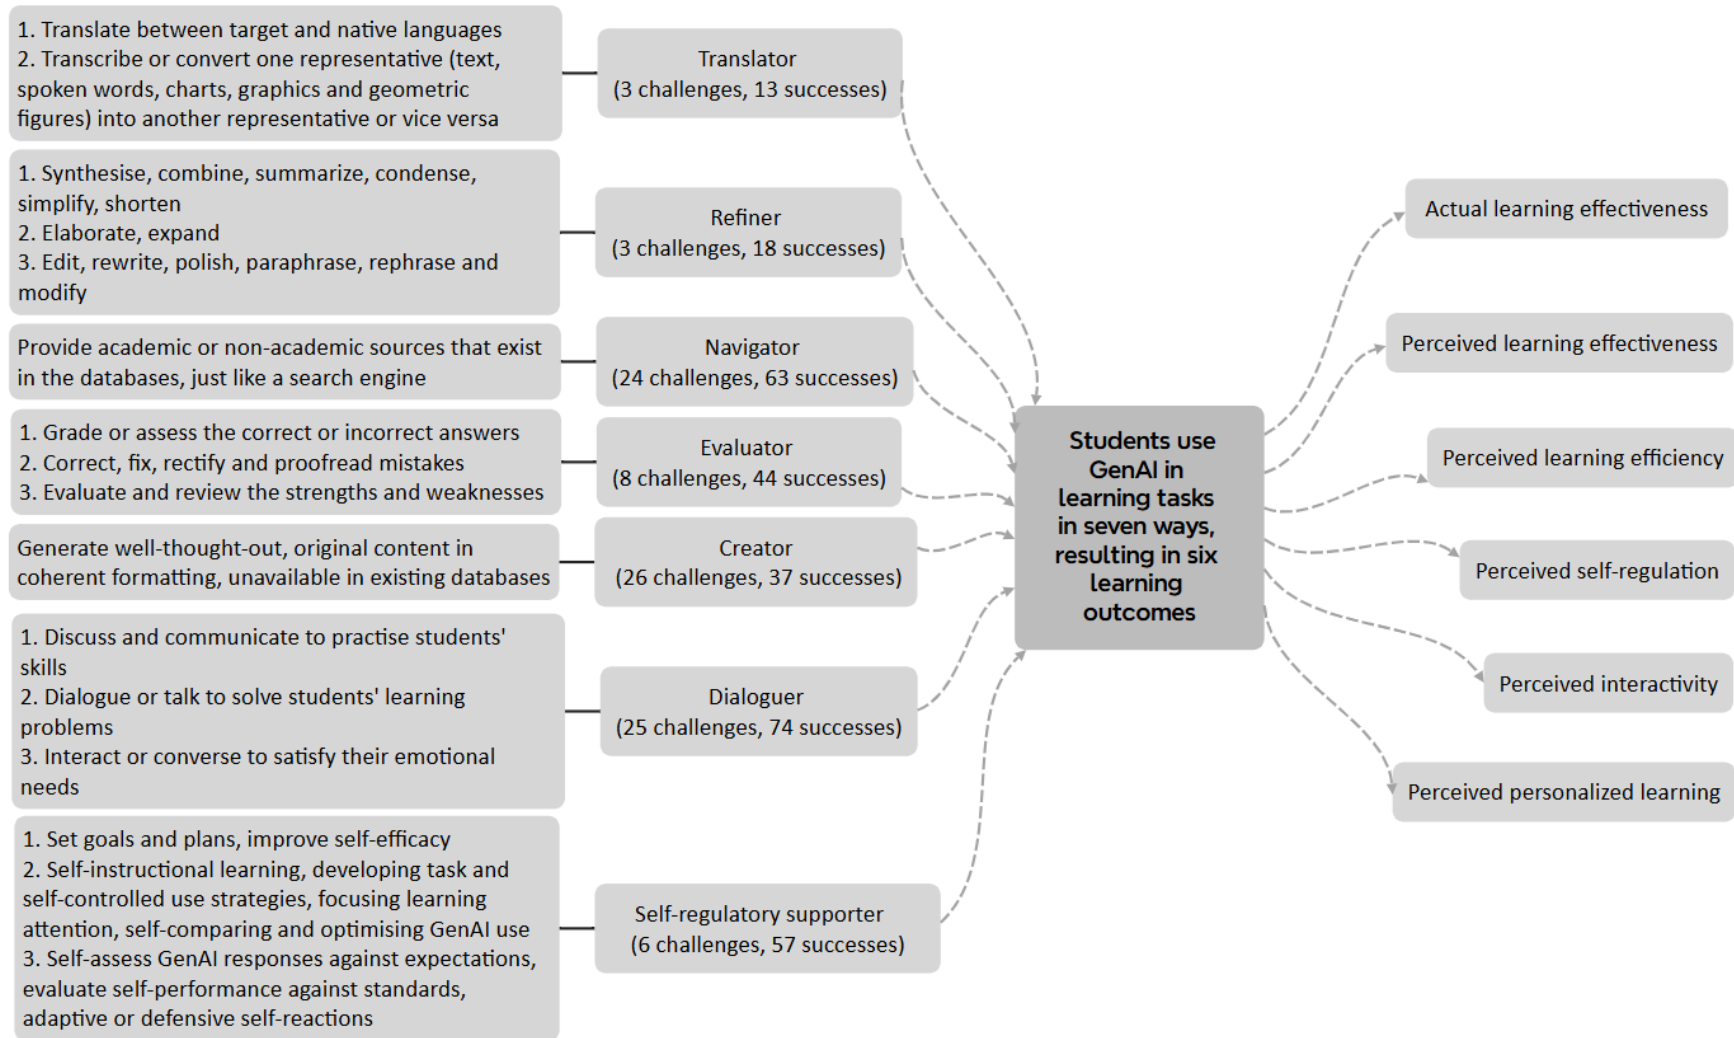 1. Translate between target and native languages
2. Transcribe or convert one representative (text,
spoken words, charts, graphics and geometric
figures) into another representative or vice versa
Translator
(3 challenges, 13 successes)
1. Synthesise, combine, summarize, condense,
simplify, shorten
2. Elaborate, expand
3. Edit, rewrite, polish, paraphrase, rephrase and
modify
Refiner
(3 challenges, 18 successes)
Provide academic or non-academic sources that exist
in the databases, just like a search engine
Navigator
(24 challenges, 63 successes)
1. Grade or assess the correct or incorrect answers
2. Correct, fix, rectify and proofread mistakes
3. Evaluate and review the strengths and weaknesses
Evaluator
(8 challenges, 44 successes)
Generate well-thought-out, original content in
coherent formatting, unavailable in existing databases
Creator
(26 challenges, 37 successes)
1. Discuss and communicate to practise students'
skills
2. Dialogue or talk to solve students' learning
problems
3. Interact or converse to satisfy their emotional
needs
Dialoguer
(25 challenges, 74 successes)
1. Set goals and plans, improve self-efficacy
2. Self-instructional learning, developing task and
self-controlled use strategies, focusing learning
attention, self-comparing and optimising GenAI use
3. Self-assess GenAI responses against expectations,
evaluate self-performance against standards,
adaptive or defensive self-reactions
Self-regulatory supporter
(6 challenges, 57 successes)
Students use
GenAI in
learning tasks
in seven ways,
resulting in six
learning
outcomes
Actual learning effectiveness
Perceived learning effectiveness
Perceived learning efficiency
Perceived self-regulation
Perceived interactivity
Perceived personalized learning